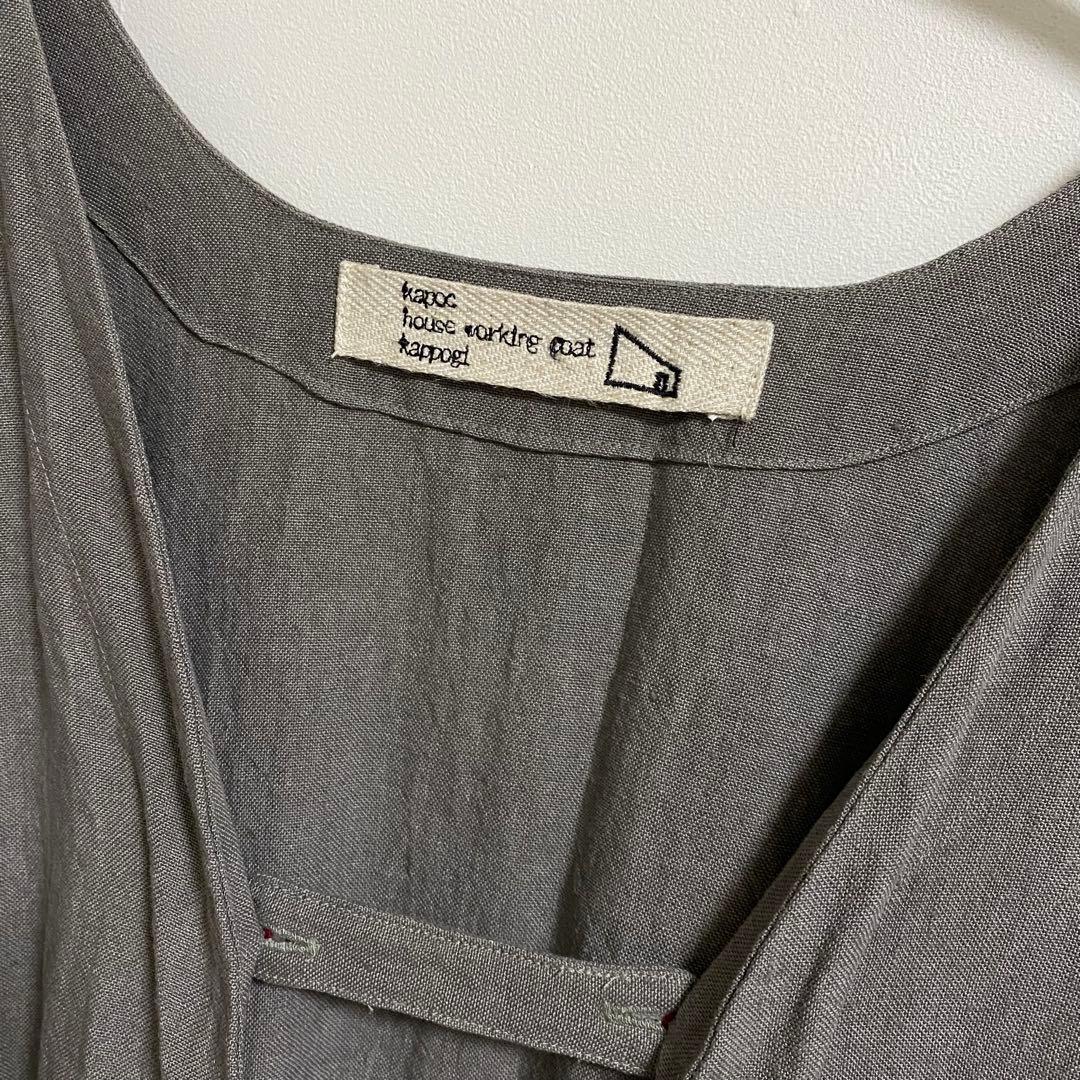 kapoc
house working coat
kappogi